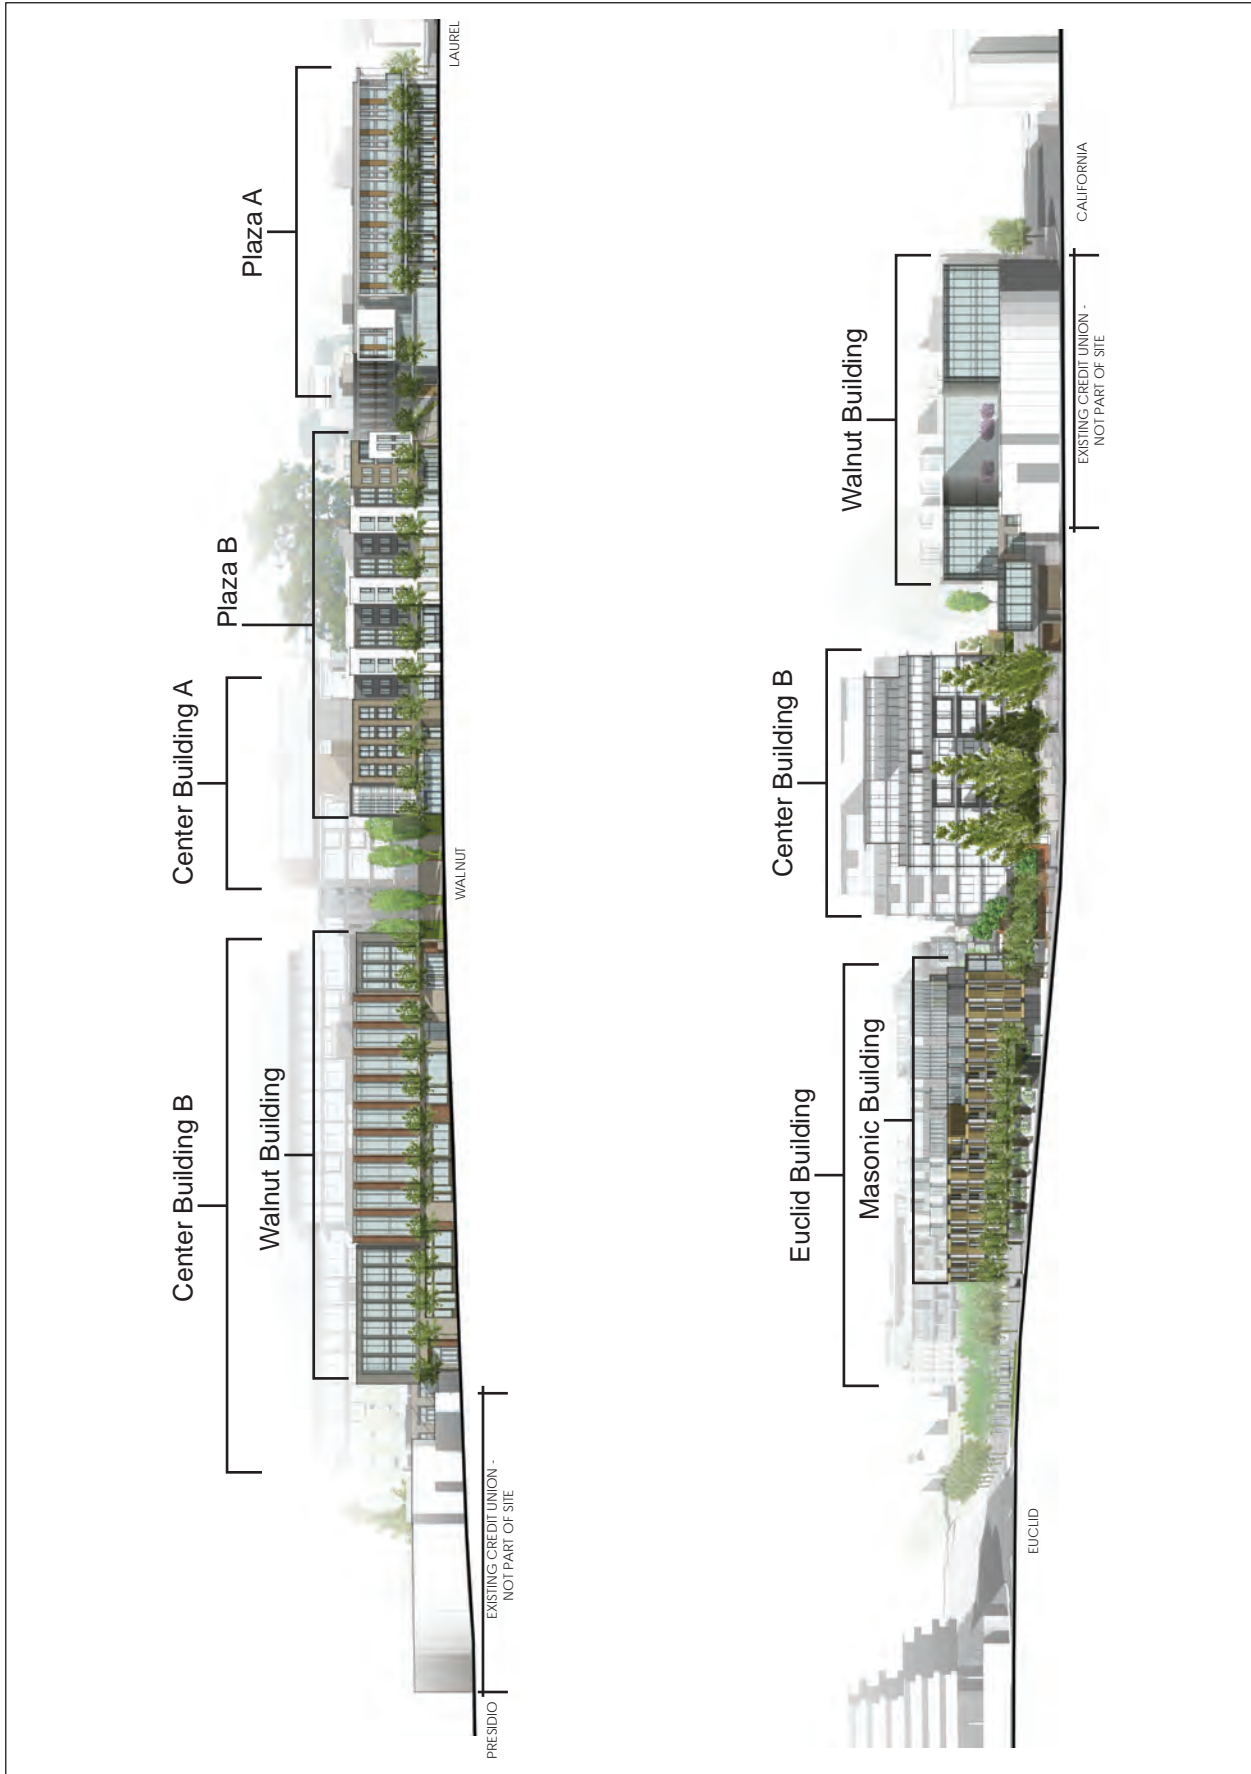 Center Building B
Walnut Building
Center Building A
Plaza B
Plaza A
PRESIDIO
EXISTING CREDIT UNION -
NOT PART OF SITE
WALNUT
LAUREL
Euclid Building
Masonic Building
Center Building B
Walnut Building
EUCLID
EXISTING CREDIT UNION -
NOT PART OF SITE
CALIFORNIA